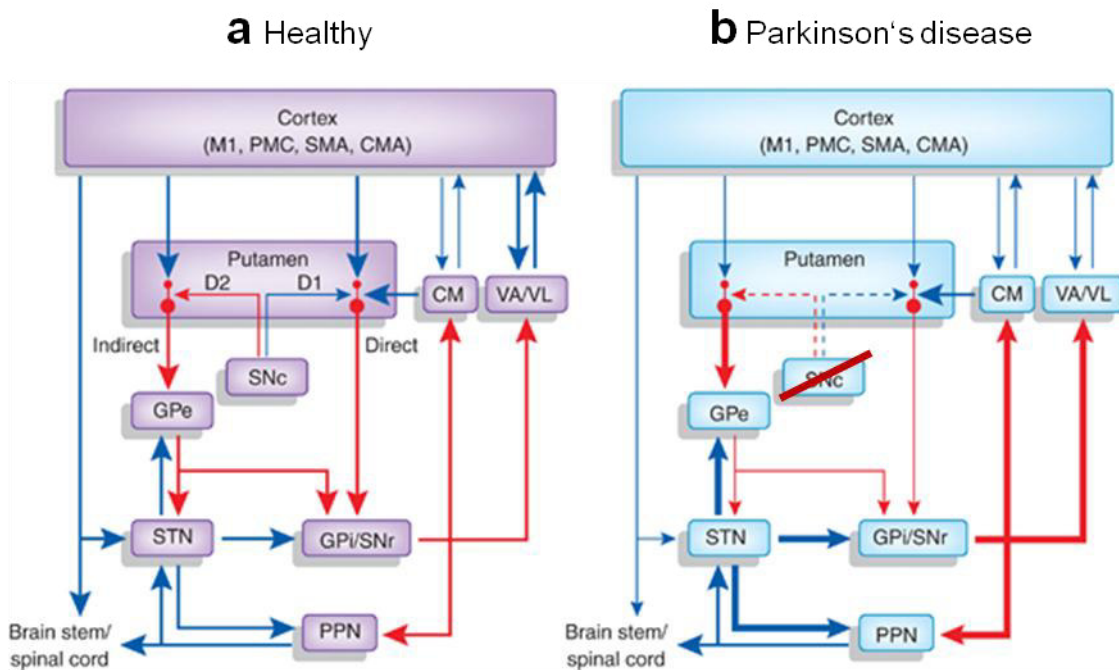 a Healthy
Cortex
(M1, PMC, SMA, CMA)
Putamen
D2
D1
CM
VA/VL
Indirect
Direct
SNc
GPe
STN
GPi/SNr
PPN
Brain stem/
spinal cord
b Parkinson‘s disease
Cortex
(M1, PMC, SMA, CMA)
Putamen
CM
VA/VL
SNc
GPe
STN
GPi/SNr
PPN
Brain stem/
spinal cord